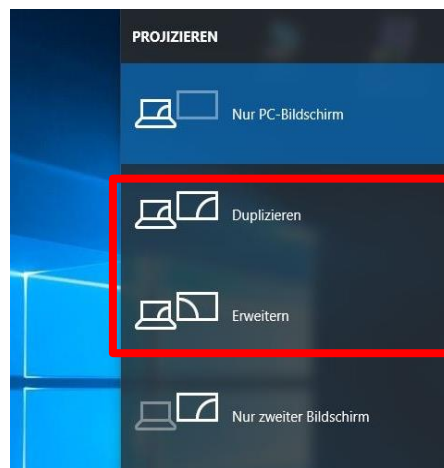 PROJIZIEREN
Nur PC-Bildschirm
Duplizieren
Erweitern
Nur zweiter Bildschirm